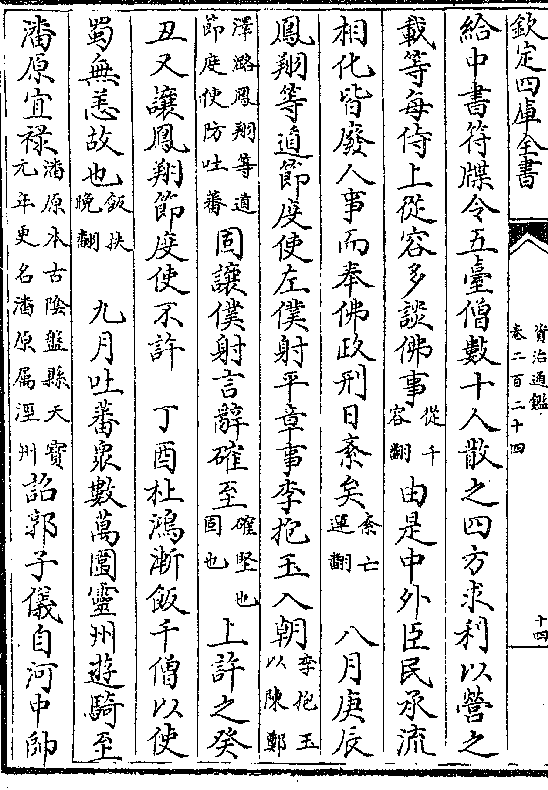 欽定四庫全書
資治通鑑
卷二百二十四
十四
給中書符牒令五臺僧數十人散之四方求利以營之
載等每侍上從容多談佛事從千容翻由是中外臣民承流
相化皆廢人事而奉佛政刑日紊矣紊亡運翻　八月庚辰
鳳翔等道節度使左僕射平章事李抱玉入朝李抱玉以陳鄭
澤潞鳳翔等道節度使防吐蕃固讓僕射言辭確至確堅也固也上許之癸
丑又讓鳳翔節度使不許　丁酉杜鴻漸飯千僧以使
蜀無恙故也飯扶晚翻　九月吐蕃衆數萬圍靈州遊騎至
潘原宜禄潘原本古陰盤縣天寶元年更名潘原屬涇州詔郭子儀自河中帥